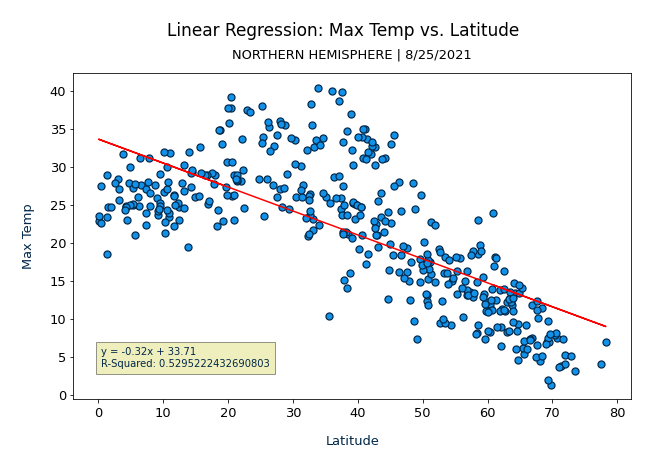 Linear Regression: Max Temp vs. Latitude
NORTHERN HEMISPHERE | 8/25/2021
Max Temp
40
35
30
25
20
15
10
5
0
y = -0.32x + 33.71
R-Squared: 0.5295222432690803
0 10 20 30 40 50 60 70 80
Latitude